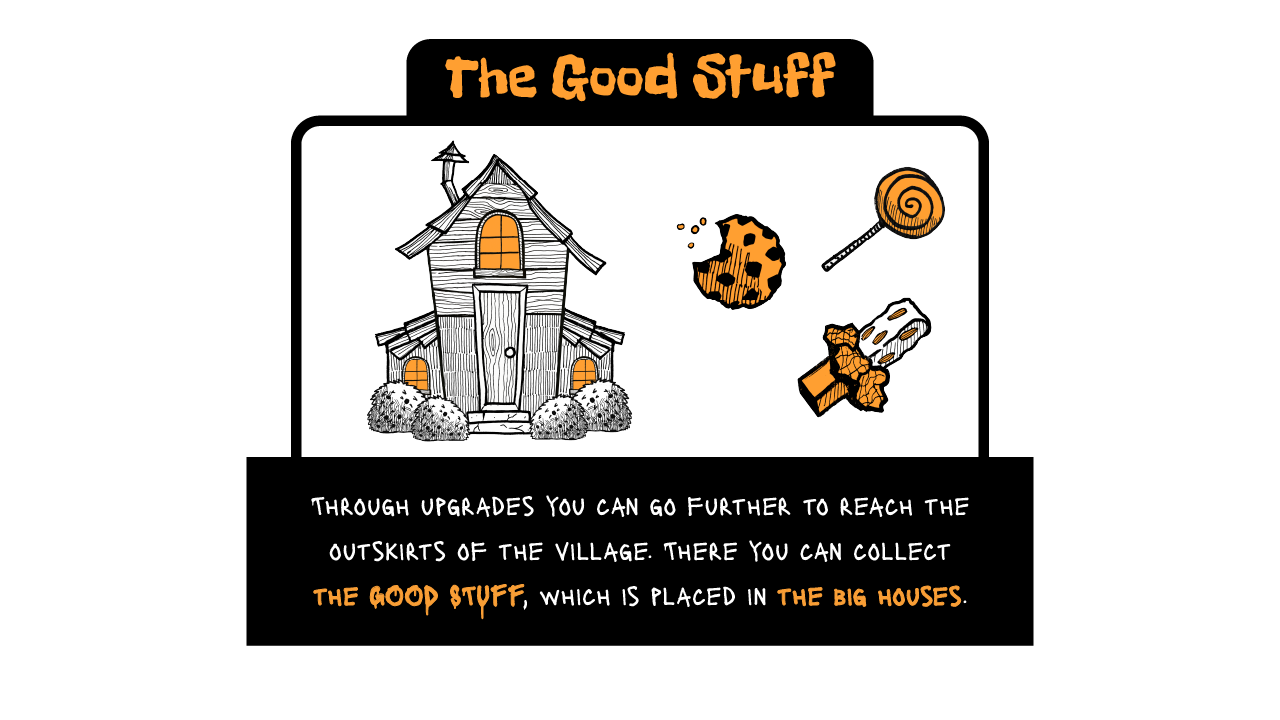 The Good Stuff
THROUGH UPGRADES YOU CAN GO FURTHER TO REACH THE
OUTSKIRTS OF THE VILLAGE. THERE YOU CAN COLLECT
THE GOOD STUFF, WHICH IS PLACED IN THE BIG HOUSES.